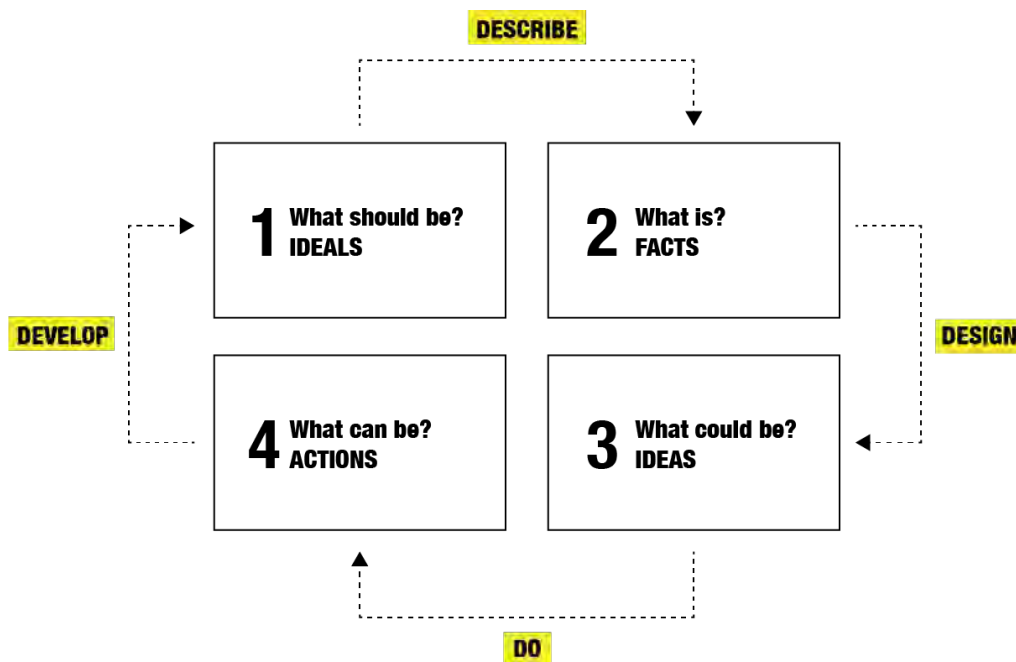 DESCRIBE
1 What should be?
IDEALS
2 What is?
FACTS
DEVELOP
DESIGN
4 What can be?
ACTIONS
3 What could be?
IDEAS
DO